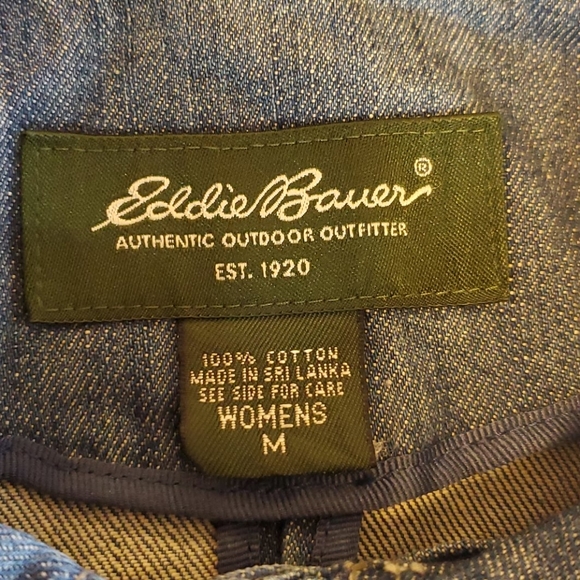 Eddie Bauer®
AUTHENTIC OUTDOOR OUTFITTER
EST. 1920
100% COTTON
MADE IN SRI LANKA
SEE SIDE FOR CARE
WOMENS
M